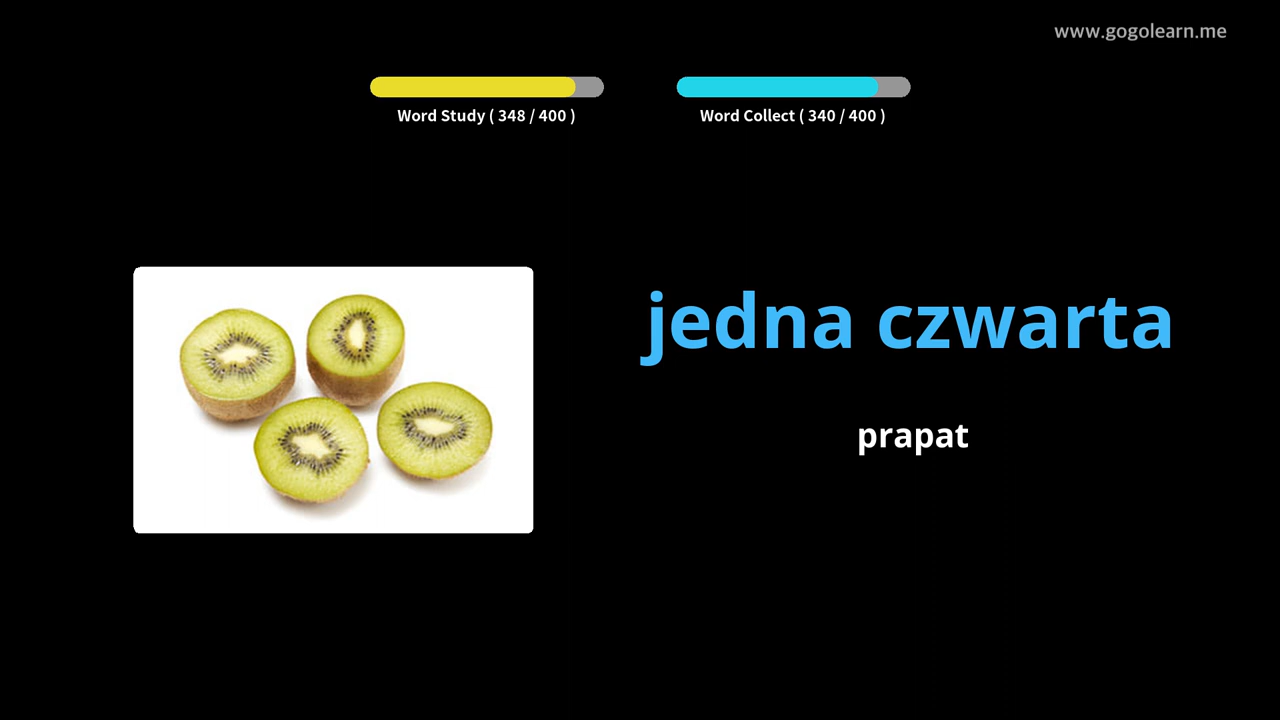 www.gogolearn.me
Word Study ( 348 / 400 )
Word Collect ( 340 / 400 )
jedna czwarta
prapat